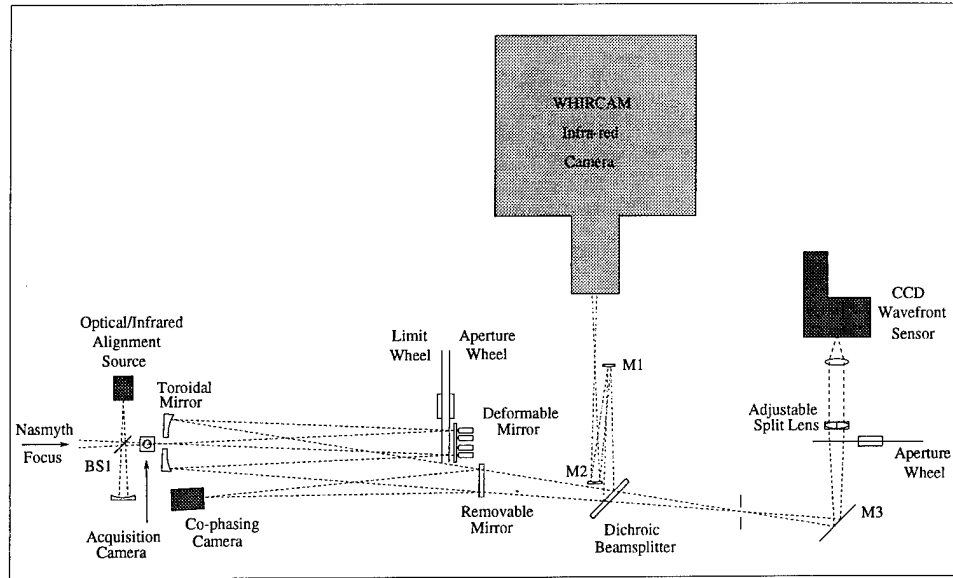 WHIRCAM
Infra-red
Camera
CCD
Wavefront
Sensor
Optical/Infrared
Alignment
Source
Limit
Wheel
Aperture
Wheel
M1
Toroidal
Mirror
Deformable
Mirror
Adjustable
Split Lens
Nasmyth
Focus
BS1
M2
Aperture
Wheel
Removable
Mirror
M3
Co-phasing
Camera
Acquisition
Camera
Dichroic
Beamsplitter